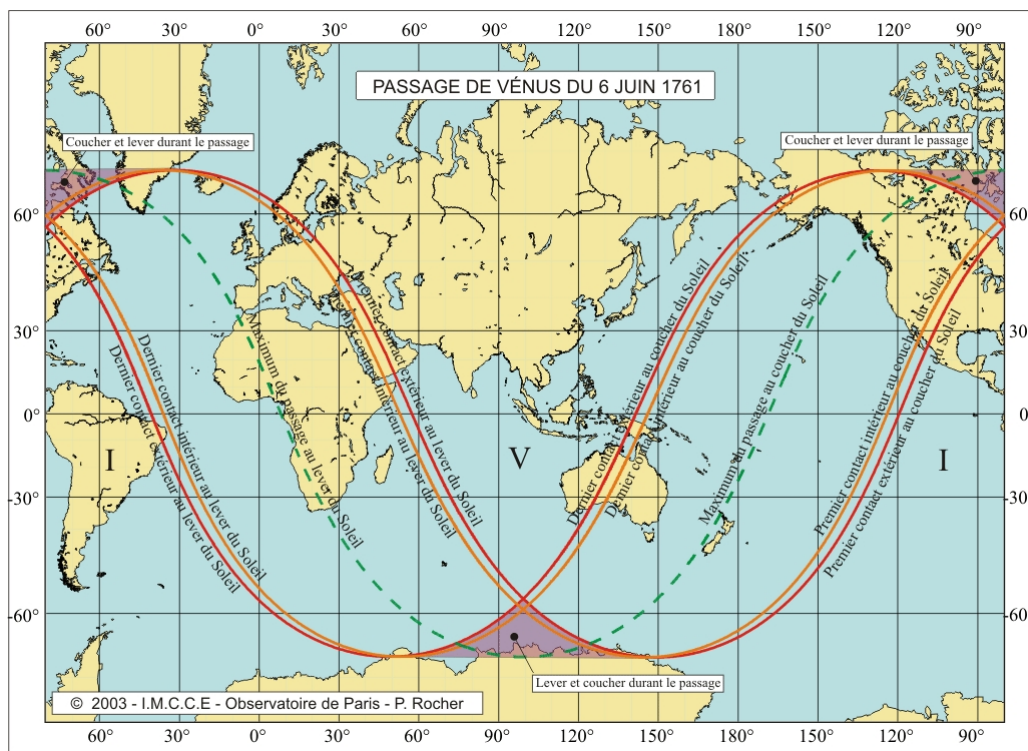 60° 30° 0° 30° 60° 90° 120° 150° 180° 150° 120° 90°
PASSAGE DE VÉNUS DU 6 JUIN 1761
Coucher et lever durant le passage
Coucher et lever durant le passage
60° 60°
30° 30°
0° 0°
-30° -30°
-60° -60°
Dernier contact extérieur au lever du Soleil
Dernier contact intérieur au lever du Soleil
Maximum du passage au lever du Soleil
Premier contact intérieur au lever du Soleil
Premier contact extérieur au lever du Soleil
Dernier contact extérieur au coucher du Soleil
Dernier contact intérieur au coucher du Soleil
Maximum du passage au coucher du Soleil
Premier contact intérieur au coucher du Soleil
Premier contact extérieur au coucher du Soleil
I V I
Lever et coucher durant le passage
© 2003 - I.M.C.C.E - Observatoire de Paris - P. Rocher
60° 30° 0° 30° 60° 90° 120° 150° 180° 150° 120° 90°